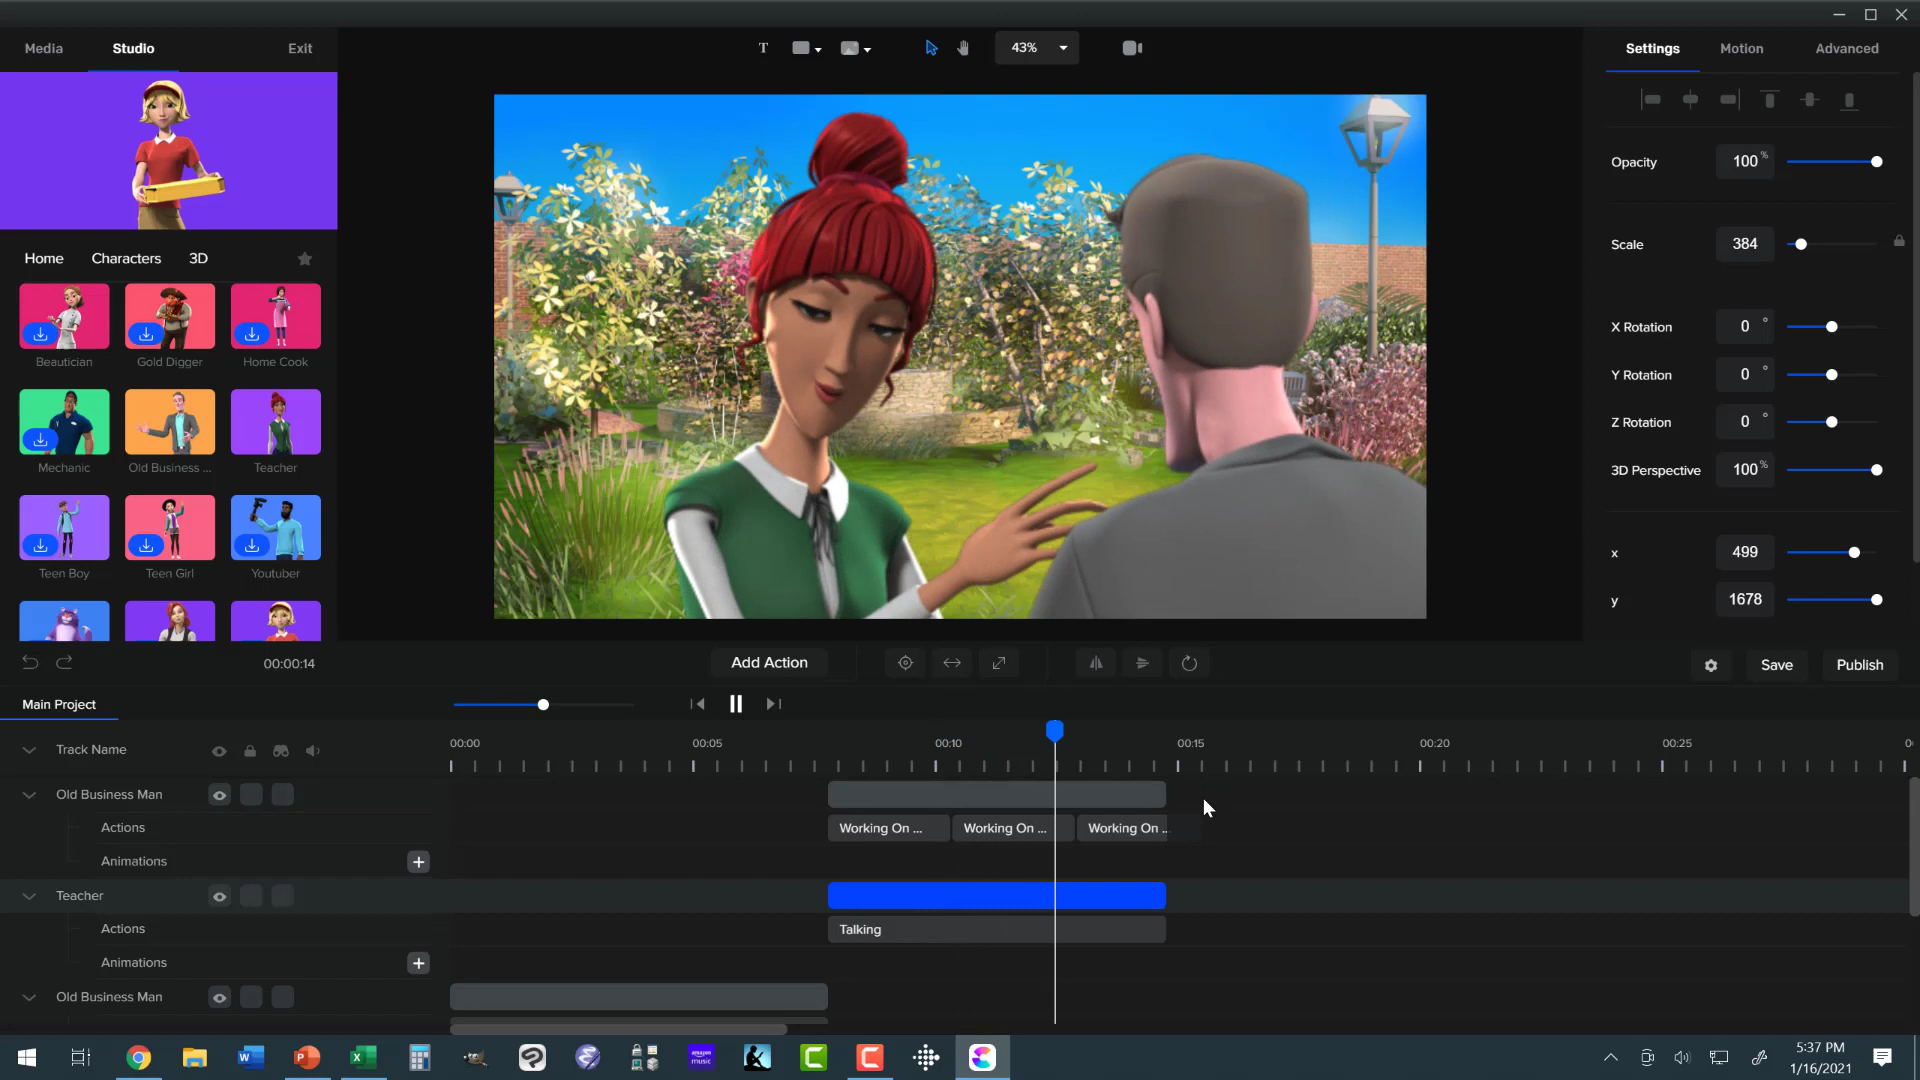 Media
Studio
Exit
T
43%
Settings
Motion
Advanced
Opacity
100 %
Scale
384
X Rotation
0 °
Y Rotation
0 °
Z Rotation
0 °
3D Perspective
100 %
x
499
y
1678
Home
Characters
3D
Beautician
Gold Digger
Home Cook
Mechanic
Old Business ...
Teacher
Teen Boy
Teen Girl
Youtuber
00:00:14
Add Action
Save
Publish
Main Project
Track Name
00:00
00:05
00:10
00:15
00:20
00:25
Old Business Man
Actions
Working On ...
Working On ...
Working On ..
Animations
Teacher
Actions
Talking
Animations
Old Business Man
amazon
music
5:37 PM
1/16/2021